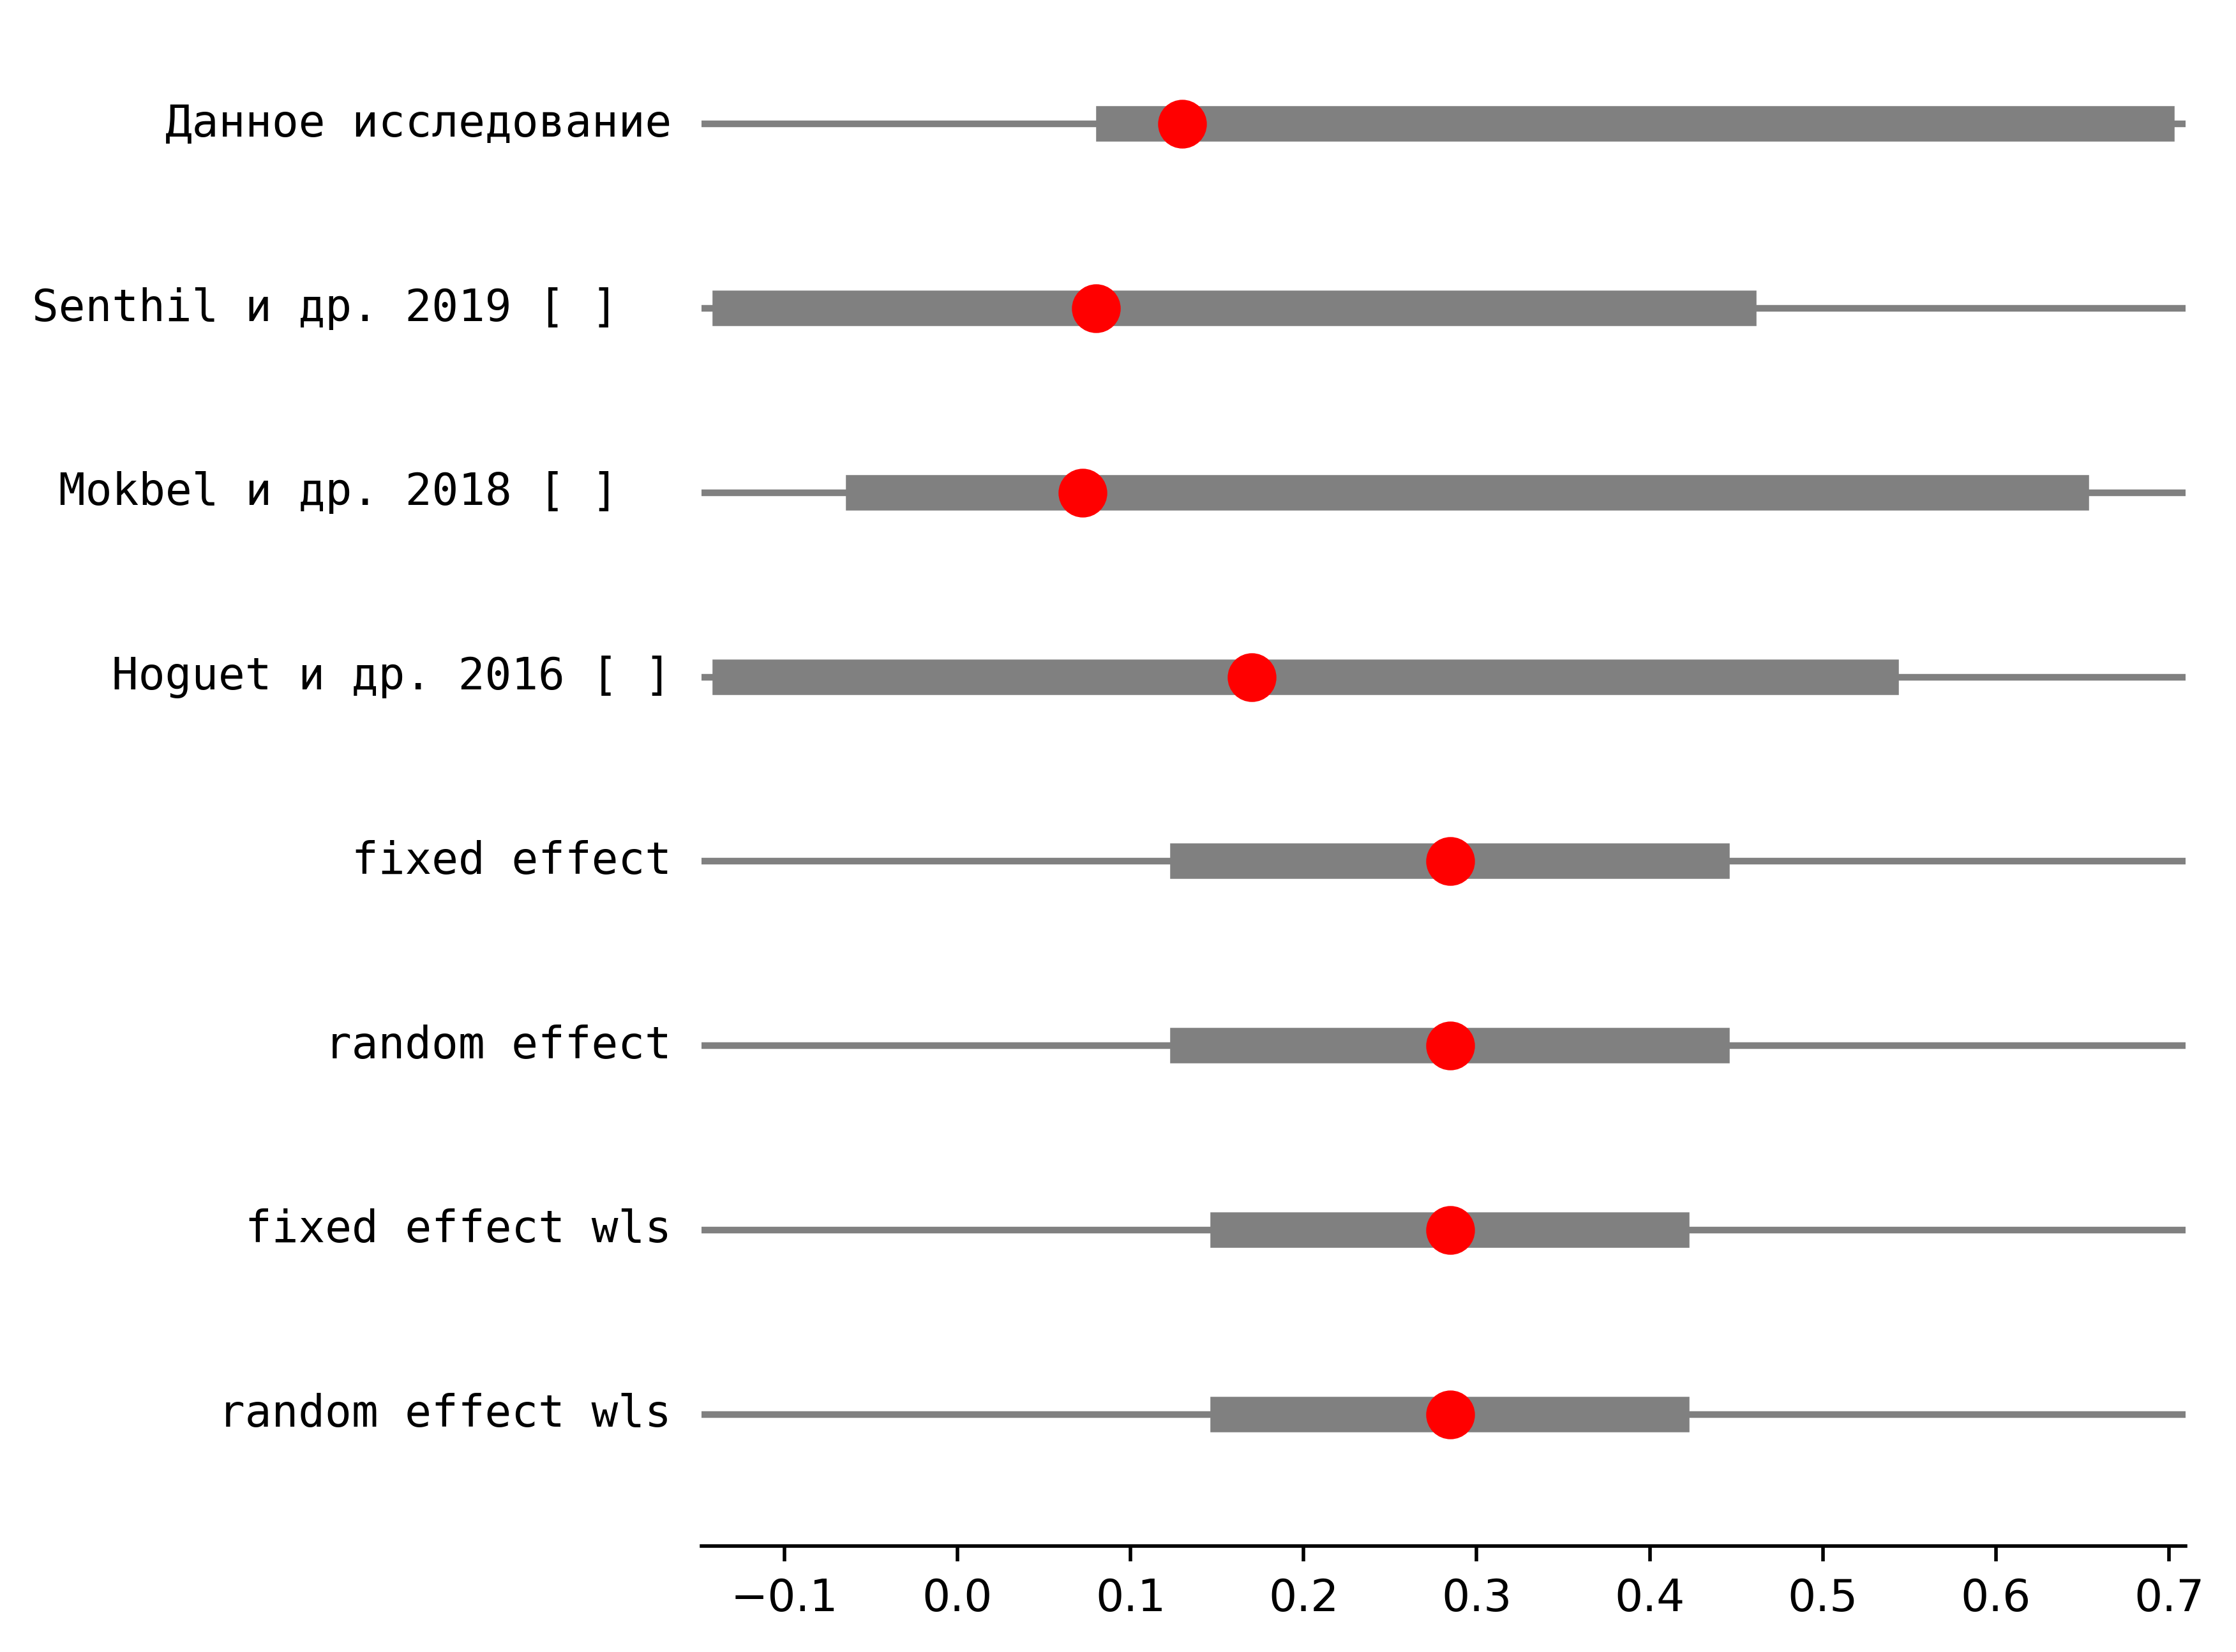 Данное исследование
Senthil и др. 2019 [ ]
Mokbel и др. 2018 [ ]
Hoguet и др. 2016 [ ]
fixed effect
random effect
fixed effect wls
random effect wls
−0.1 0.0 0.1 0.2 0.3 0.4 0.5 0.6 0.7